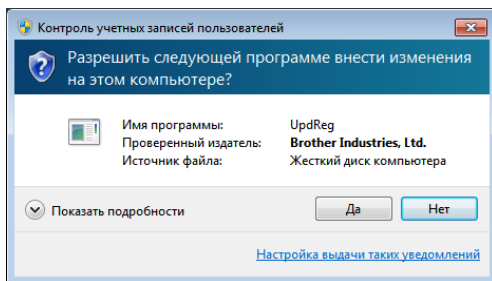 Контроль учетных записей пользователей
Разрешить следующей программе внести изменения
на этом компьютере?
Имя программы: UpdReg
Проверенный издатель: Brother Industries, Ltd.
Источник файла: Жесткий диск компьютера
Показать подробности Да Нет
Настройка выдачи таких уведомлений